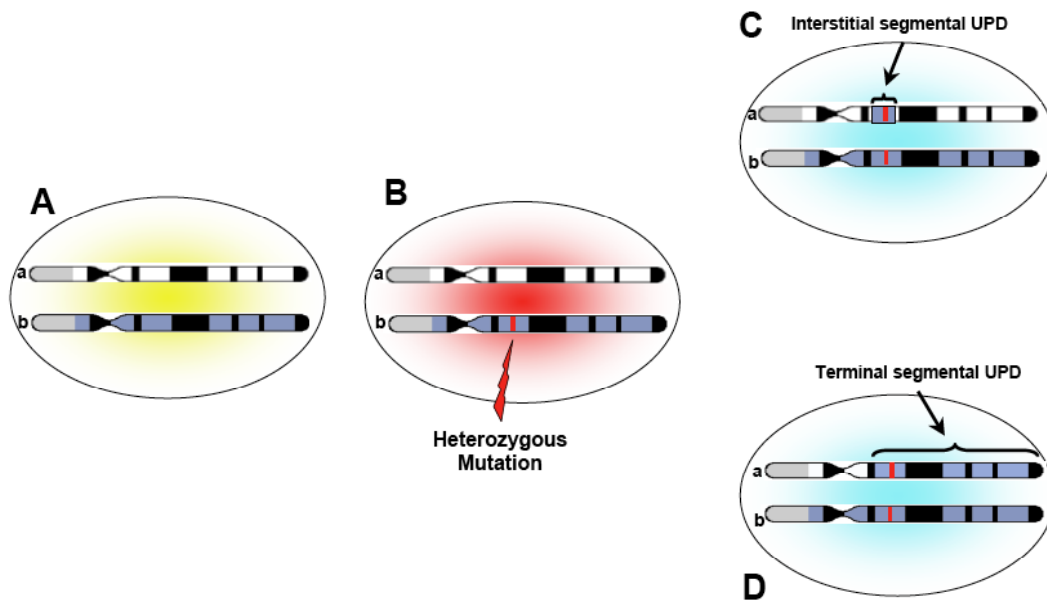 A
a
b
B
a
b
Heterozygous
Mutation
C
Interstitial segmental UPD
a
b
Terminal segmental UPD
a
b
D